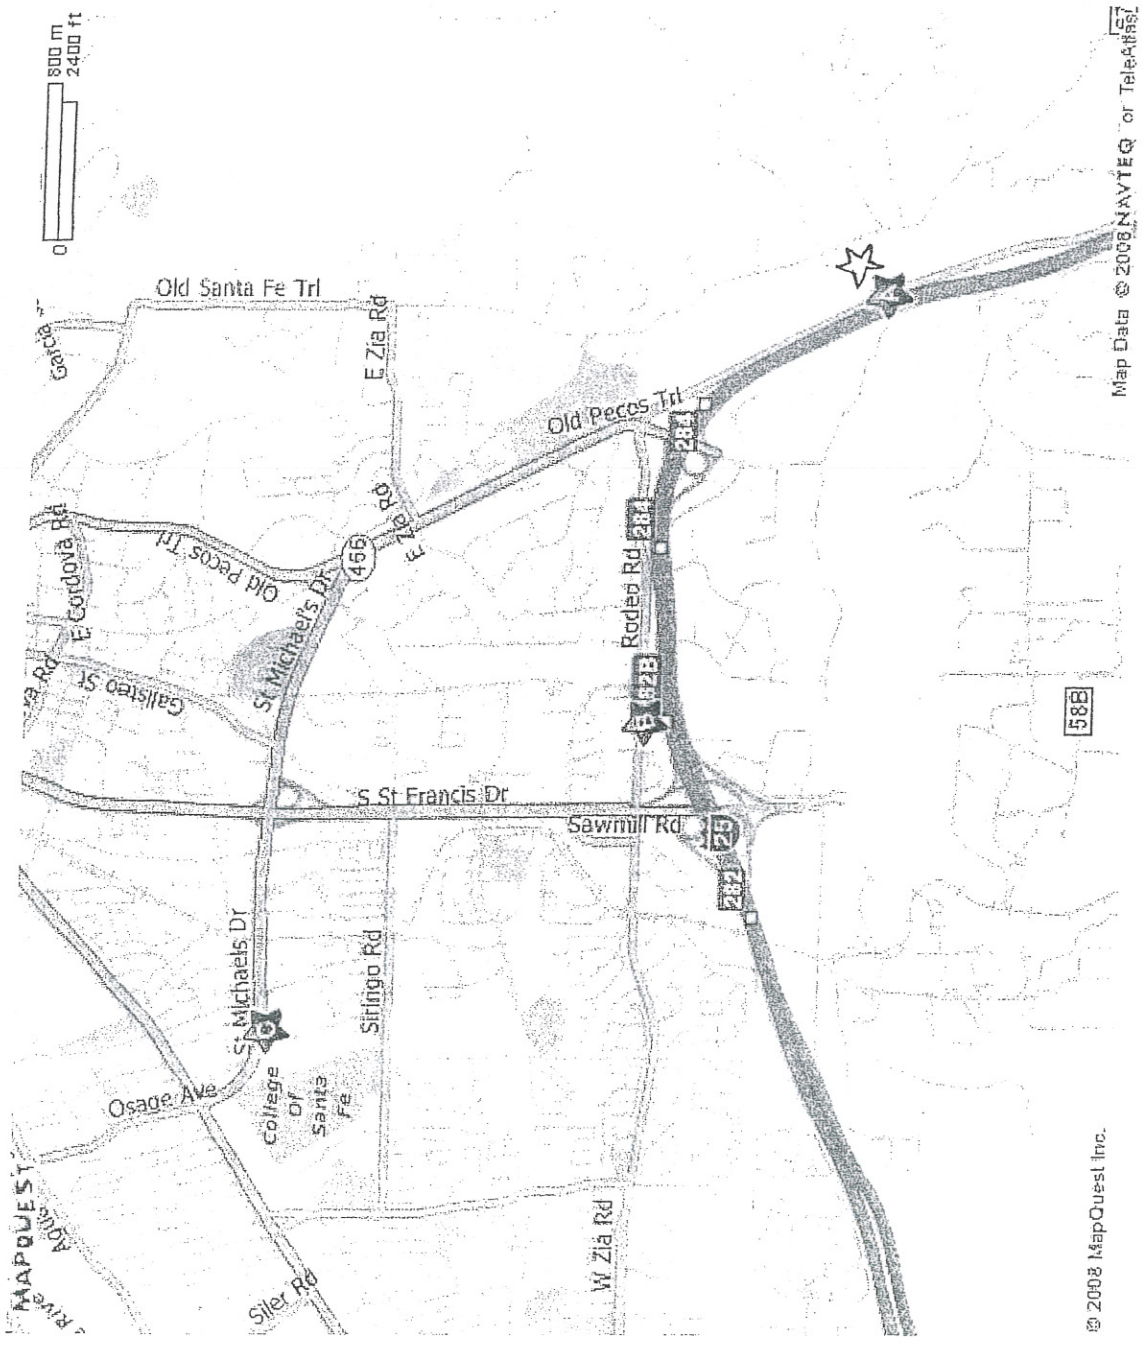 MAPQUEST
0
800 m
2400 ft
Garcia
Old Santa Fe Trl
E Zia Rd
E Cordova Rd
Old Pecos Trl
E Zia Rd
466
Old Pecos Trl
284
284
Rodeo Rd
282B
St Michael's Dr
Galisteo St
S St Francis Dr
Sawmill Rd
25
282
58B
St Michaels Dr
Siringo Rd
Osage Ave
College
Of
Santa
Fe
W Zia Rd
Siler Rd
© 2008 MapQuest Inc.
Map Data © 2008 NAVTEQ or TeleAtlas